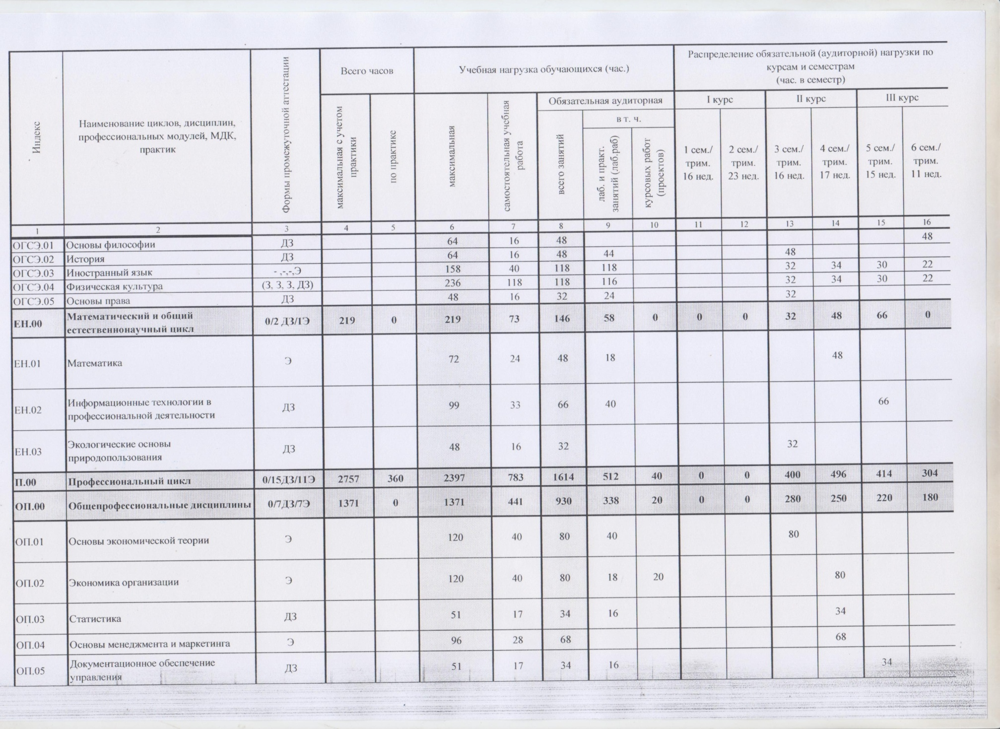 Индекс
Наименование циклов, дисциплин,
профессиональных модулей, МДК,
практик
Формы промежуточной аттестации
Всего часов
Учебная нагрузка обучающихся (час.)
Распределение обязательной (аудиторной) нагрузки по
курсам и семестрам
(час. в семестр)
максимальная с учетом
практики
по практике
максимальная
самостоятельная учебная
работа
Обязательная аудиторная
I курс
II курс
III курс
всего занятий
в т. ч.
лаб. и практ.
занятий (лаб.раб)
курсовых работ
(проектов)
1 сем./
трим.
16 нед.
2 сем./
трим.
23 нед.
3 сем./
трим.
16 нед.
4 сем./
трим.
17 нед.
5 сем./
трим.
15 нед.
6 сем./
трим.
11 нед.
1 2 3 4 5 6 7 8 9 10 11 12 13 14 15 16
ОГСЭ.01 Основы философии ДЗ 64 16 48 48
ОГСЭ.02 История ДЗ 64 16 48 44 48
ОГСЭ.03 Иностранный язык - ,-,-,Э 158 40 118 118 32 34 30 22
ОГСЭ.04 Физическая культура (З, З, З, ДЗ) 236 118 118 116 32 34 30 22
ОГСЭ.05 Основы права ДЗ 48 16 32 24 32
ЕН.00 Математический и общий
естественнонаучный цикл 0/2 ДЗ/1Э 219 0 219 73 146 58 0 0 0 32 48 66 0
ЕН.01 Математика Э 72 24 48 18 48
ЕН.02 Информационные технологии в
профессиональной деятельности ДЗ 99 33 66 40 66
ЕН.03 Экологические основы
природопользования ДЗ 48 16 32 32
П.00 Профессиональный цикл 0/15ДЗ/11Э 2757 360 2397 783 1614 512 40 0 0 400 496 414 304
ОП.00 Общепрофессиональные дисциплины 0/7ДЗ/7Э 1371 0 1371 441 930 338 20 0 0 280 250 220 180
ОП.01 Основы экономической теории Э 120 40 80 40 80
ОП.02 Экономика организации Э 120 40 80 18 20 80
ОП.03 Статистика ДЗ 51 17 34 16 34
ОП.04 Основы менеджмента и маркетинга Э 96 28 68 68
ОП.05 Документационное обеспечение
управления ДЗ 51 17 34 16 34